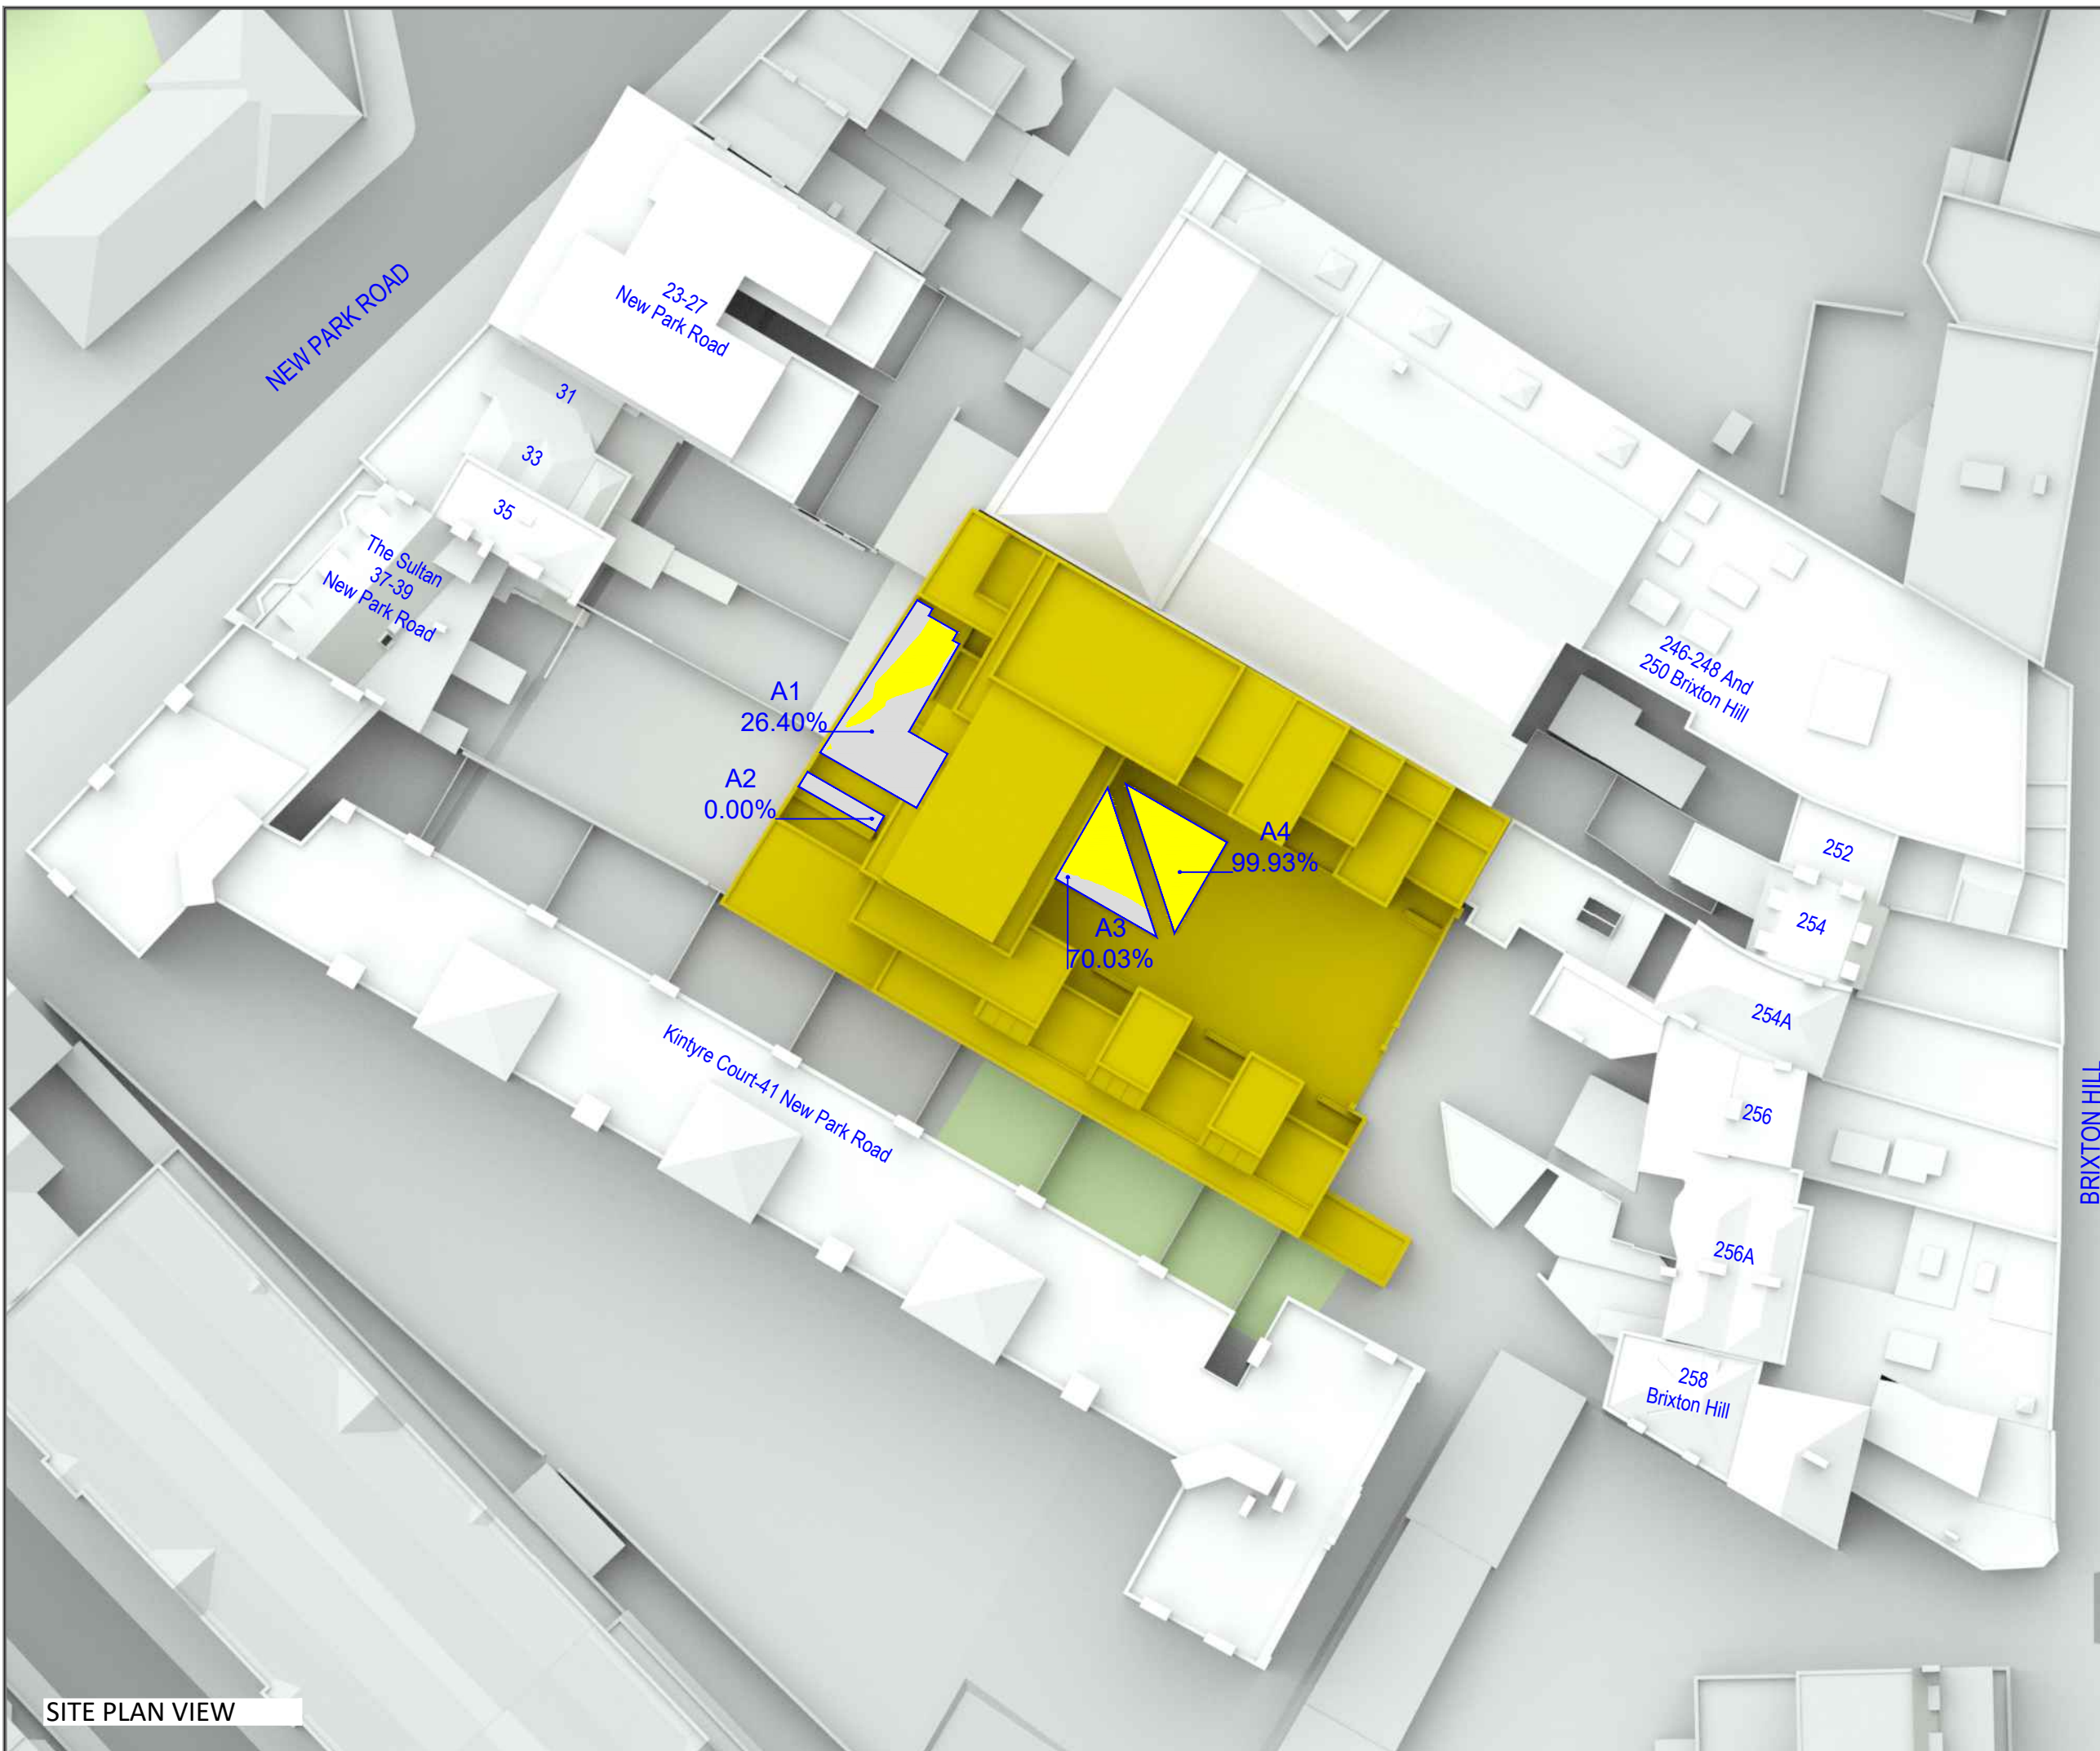 NEW PARK ROAD
23-27
New Park Road
31
33
35
The Sultan
37-39
New Park Road
246-248 And
250 Brixton Hill
A1
26.40%
A2
0.00%
A4
99.93%
A3
70.03%
252
254
254A
Kintyre Court-41 New Park Road
256
BRIXTON HILL
256A
258
Brixton Hill
SITE PLAN VIEW